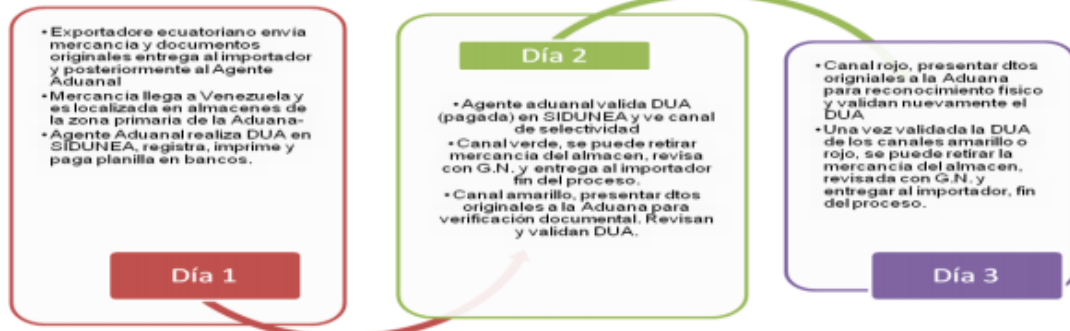 •Exportadore ecuatoriano envía
mercancía y documentos
originales entrega al importador
y posteriormente al Agente
Aduanal
•Mercancía llega a Venezuela y
es localizada en almacenes de
la zona primaria de la Aduana-
•Agente Aduanal realiza DUA en
SIDUNEA, registra, imprime y
paga planilla en bancos.
Día 1
Día 2
•Agente aduanal valida DUA
(pagada) en SIDUNEA y ve canal
de selectividad
•Canal verde, se puede retirar
mercancía del almacen, revisa
con G.N. y entrega al importador
fin del proceso.
•Canal amarillo, presentar dtos
originales a la Aduana para
verificación documental. Revisan
y validan DUA.
•Canal rojo, presentar dtos
origniales a la Aduana
para reconocimiento físico
y validan nuevamente el
DUA
•Una vez validada la DUA
de los canales amarillo o
rojo, se puede retirar la
mercancía del almacen,
revisada con G.N. y
entregar al importador, fin
del proceso.
Día 3